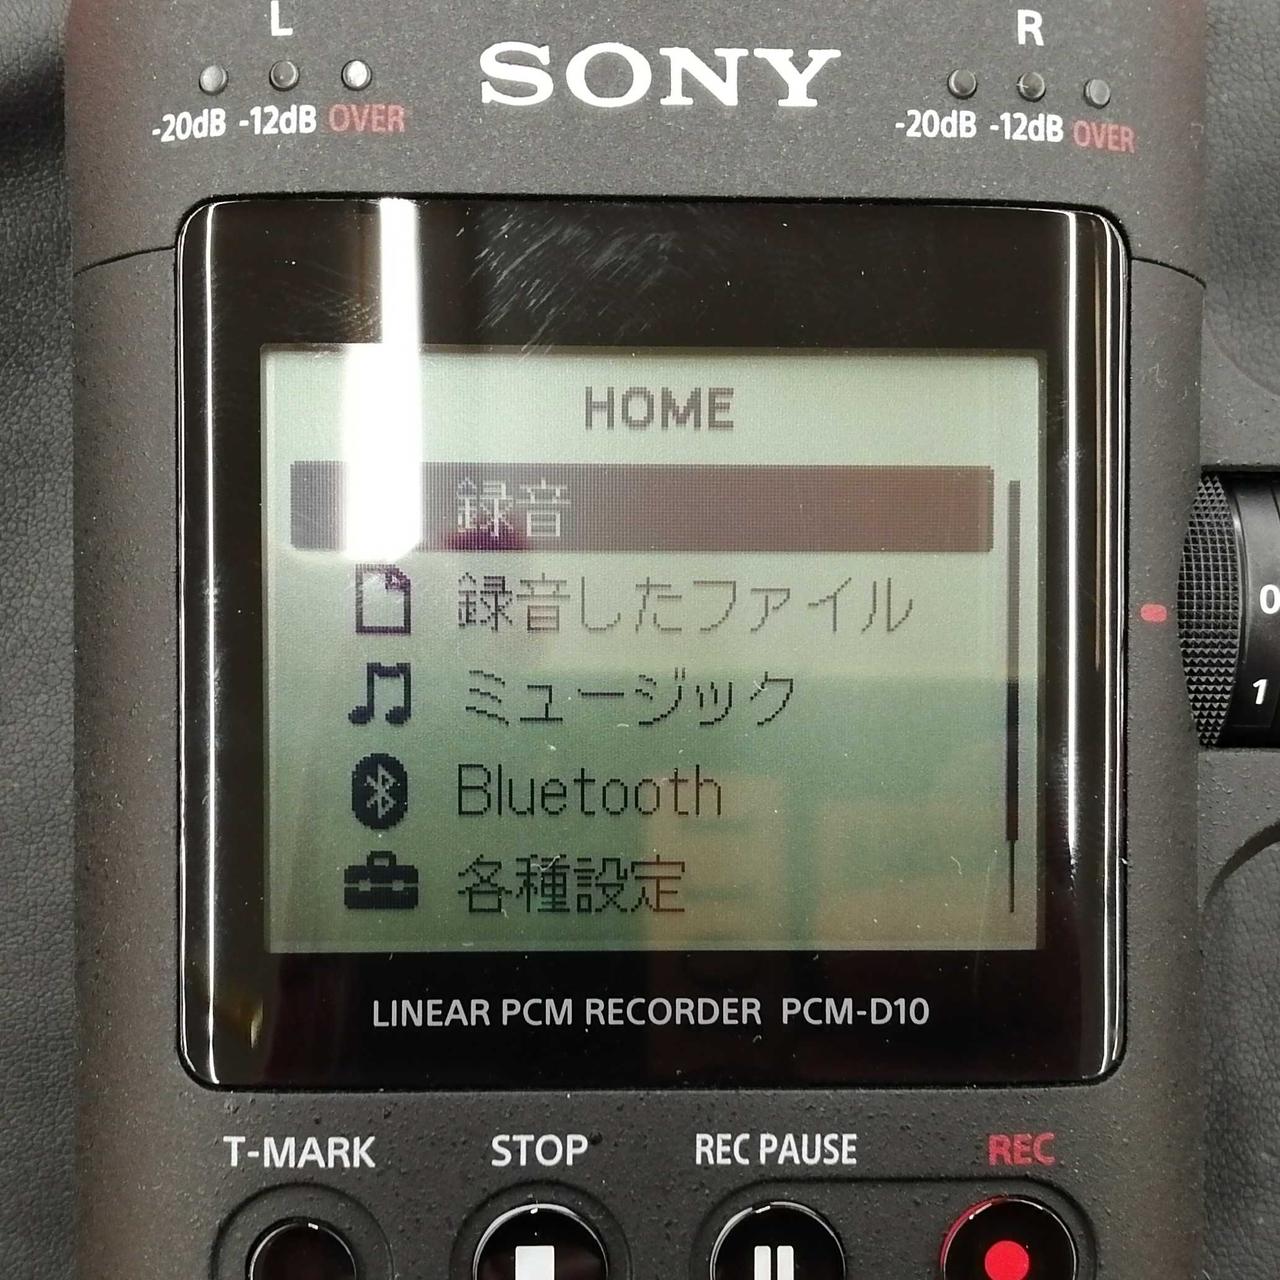 L
R
SONY
-20dB -12dB OVER
-20dB -12dB OVER
HOME
録音
録音したファイル
ミュージック
Bluetooth
各種設定
0
1
LINEAR PCM RECORDER PCM-D10
T-MARK
STOP
REC PAUSE
REC